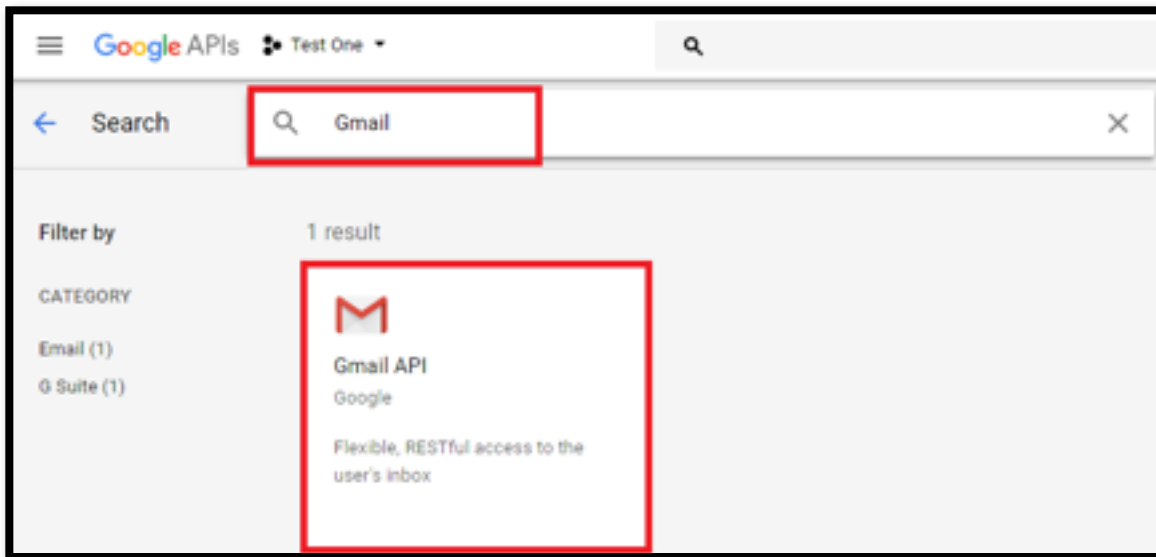 Google APIs Test One
Search Gmail
Filter by
1 result
CATEGORY
Email (1)
G Suite (1)
Gmail API
Google
Flexible, RESTful access to the
user's inbox